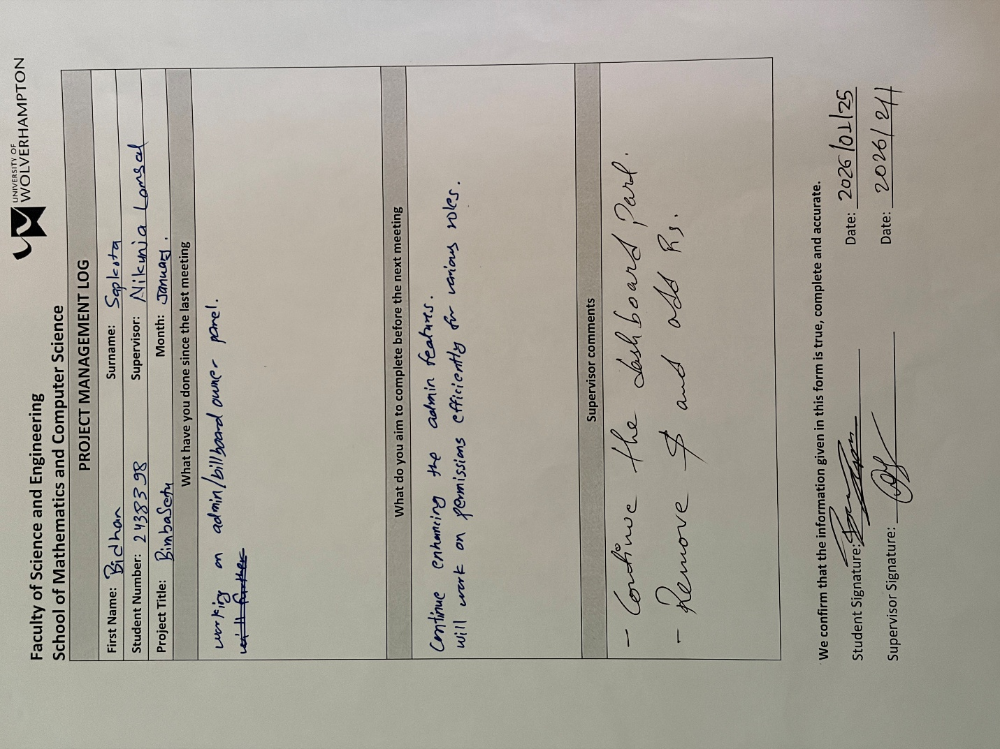 UNIVERSITY OF
WOLVERHAMPTON
Faculty of Science and Engineering
School of Mathematics and Computer Science
PROJECT MANAGEMENT LOG
First Name: Bidhan Surname: Sapkota
Student Number: 2438398 Supervisor: Nikunja Lamsal
Project Title: BimbaSetu Month: January.
What have you done since the last meeting
working on admin/billboard owner panel.
will further
What do you aim to complete before the next meeting
Continue enhancing the admin features.
will work on permissions efficiently for various roles.
Supervisor comments
- Continue the dashboard Part.
- Remove $ and add Rs.
We confirm that the information given in this form is true, complete and accurate.
Student Signature: Date: 2026/01/25
Supervisor Signature: Date: 2026/2/1